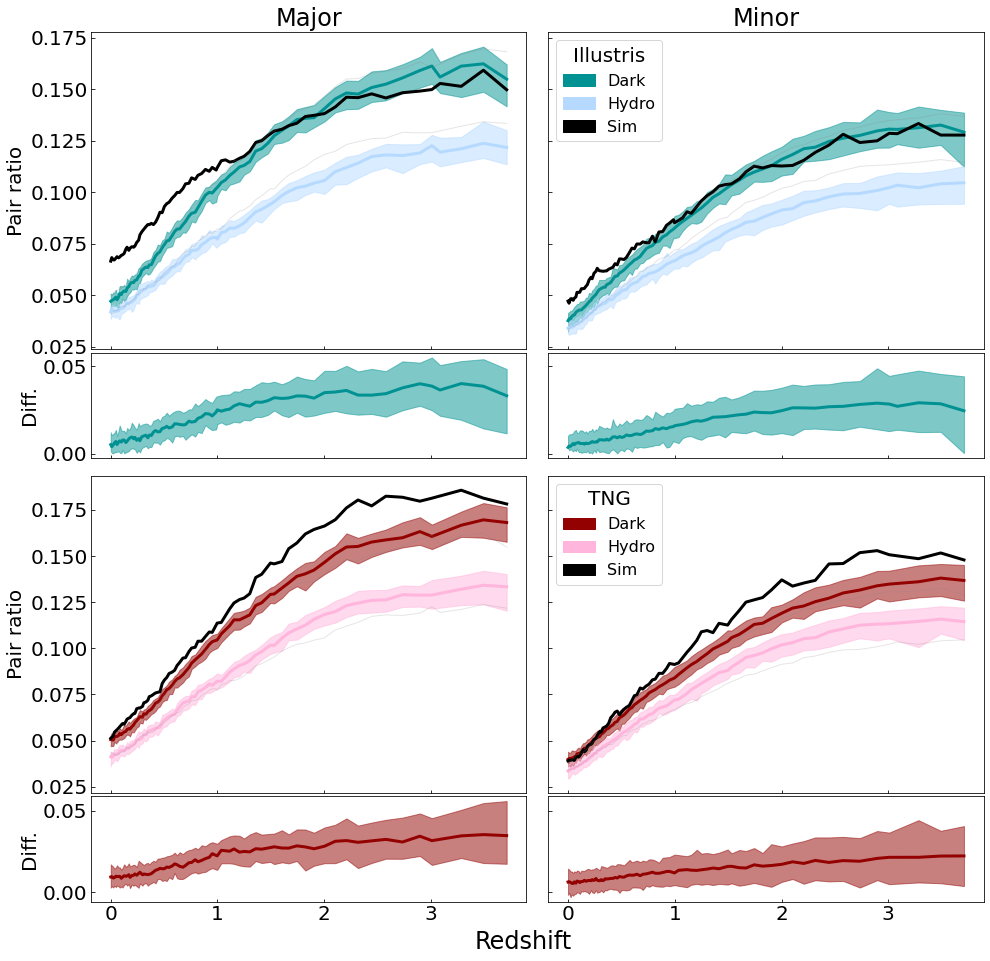 Major Minor
0.175
0.150
0.125
0.100
0.075
0.050
0.025
Pair ratio
Illustris
Dark
Hydro
Sim
0.05
0.00
Diff.
0.175
0.150
0.125
0.100
0.075
0.050
0.025
Pair ratio
TNG
Dark
Hydro
Sim
0.05
0.00
Diff.
0 1 2 3 0 1 2 3
Redshift